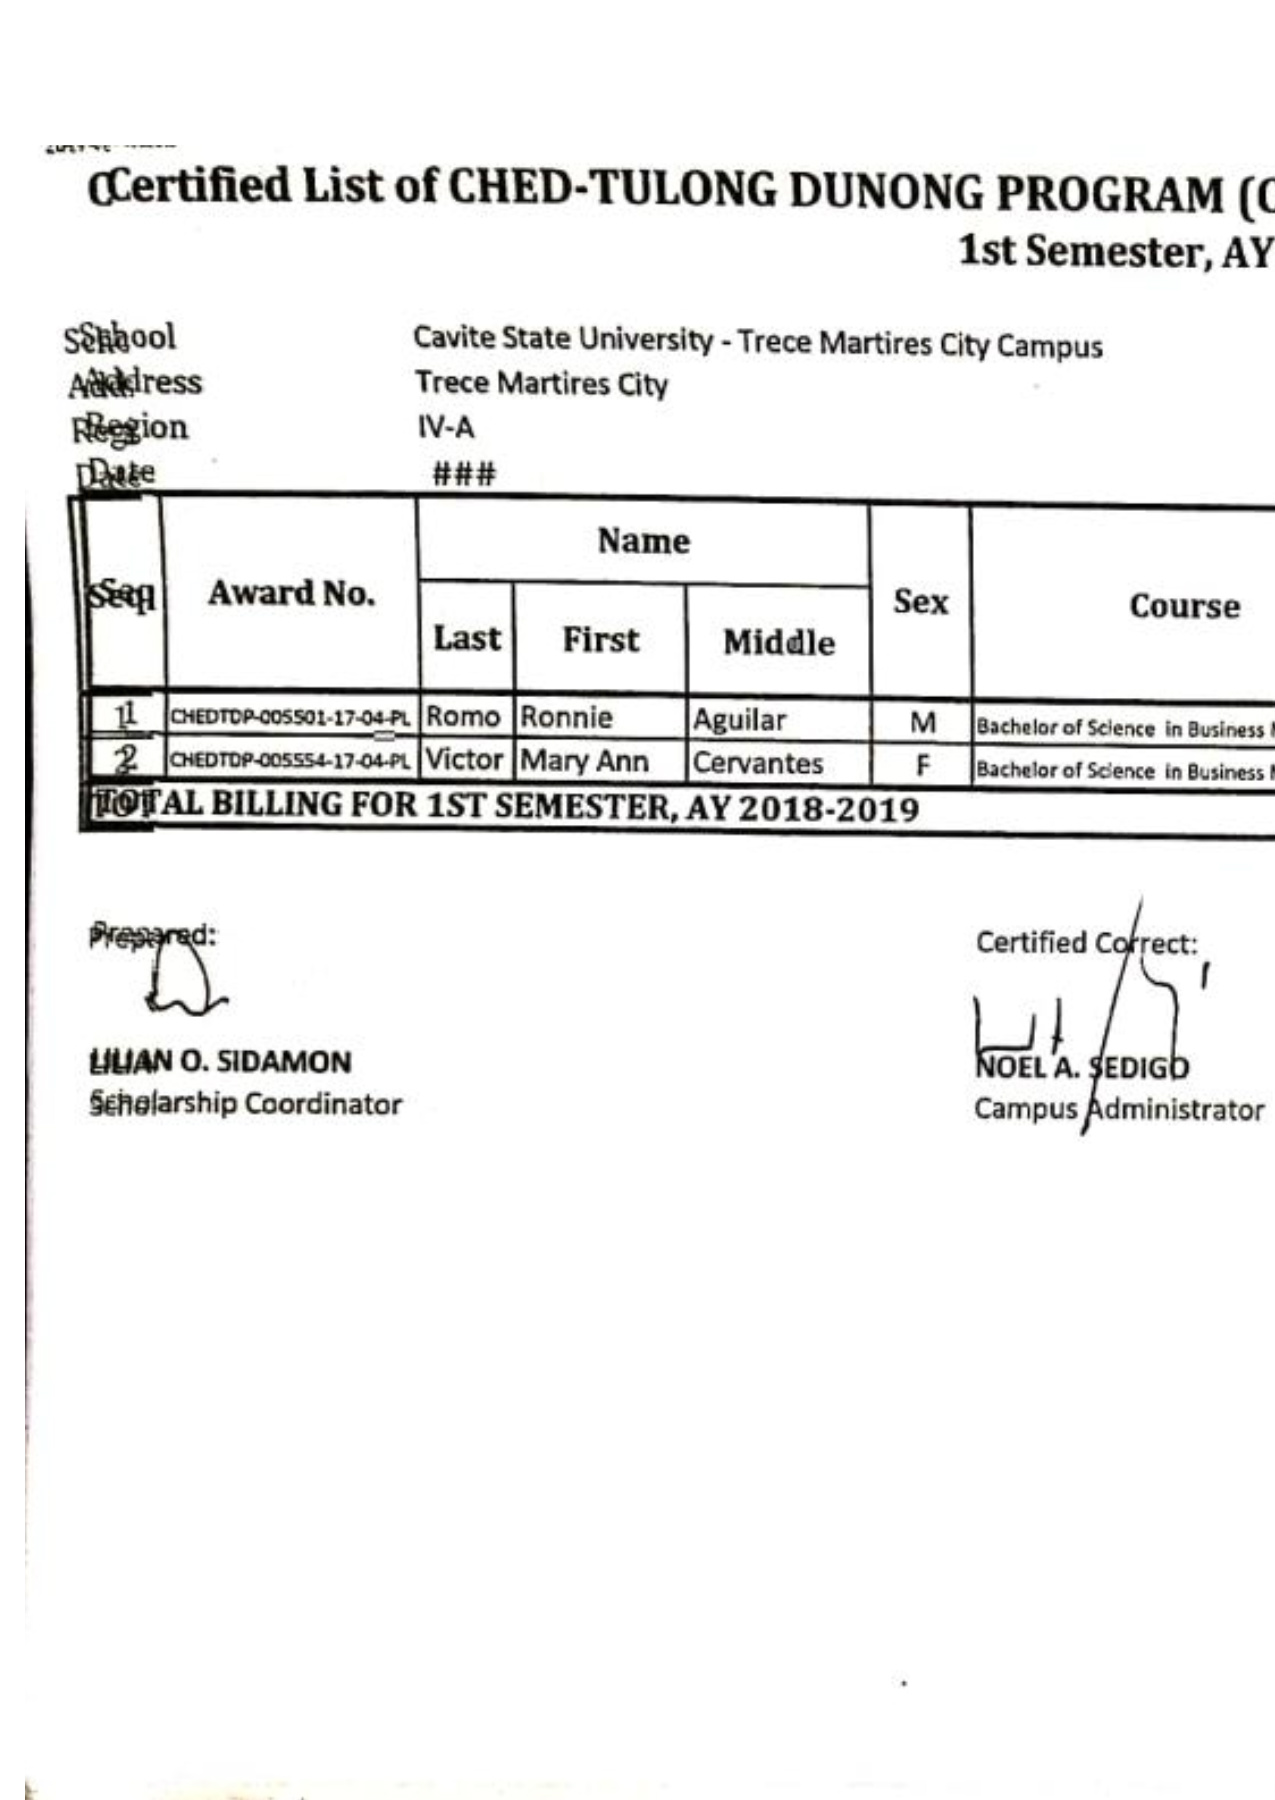 Certified List of CHED-TULONG DUNONG PROGRAM (
1st Semester, AY
School Cavite State University - Trece Martires City Campus
Address Trece Martires City
Region IV-A
Date ###
Seq Award No. Name Sex Course
Last First Middle
1 CHEDTDP-005501-17-04-PL Romo Ronnie Aguilar M Bachelor of Science in Business
2 CHEDTDP-005554-17-04-PL Victor Mary Ann Cervantes F Bachelor of Science in Business
TOTAL BILLING FOR 1ST SEMESTER, AY 2018-2019
Prepared: Certified Correct:
LILIAN O. SIDAMON NOEL A. SEDIGO
Scholarship Coordinator Campus Administrator